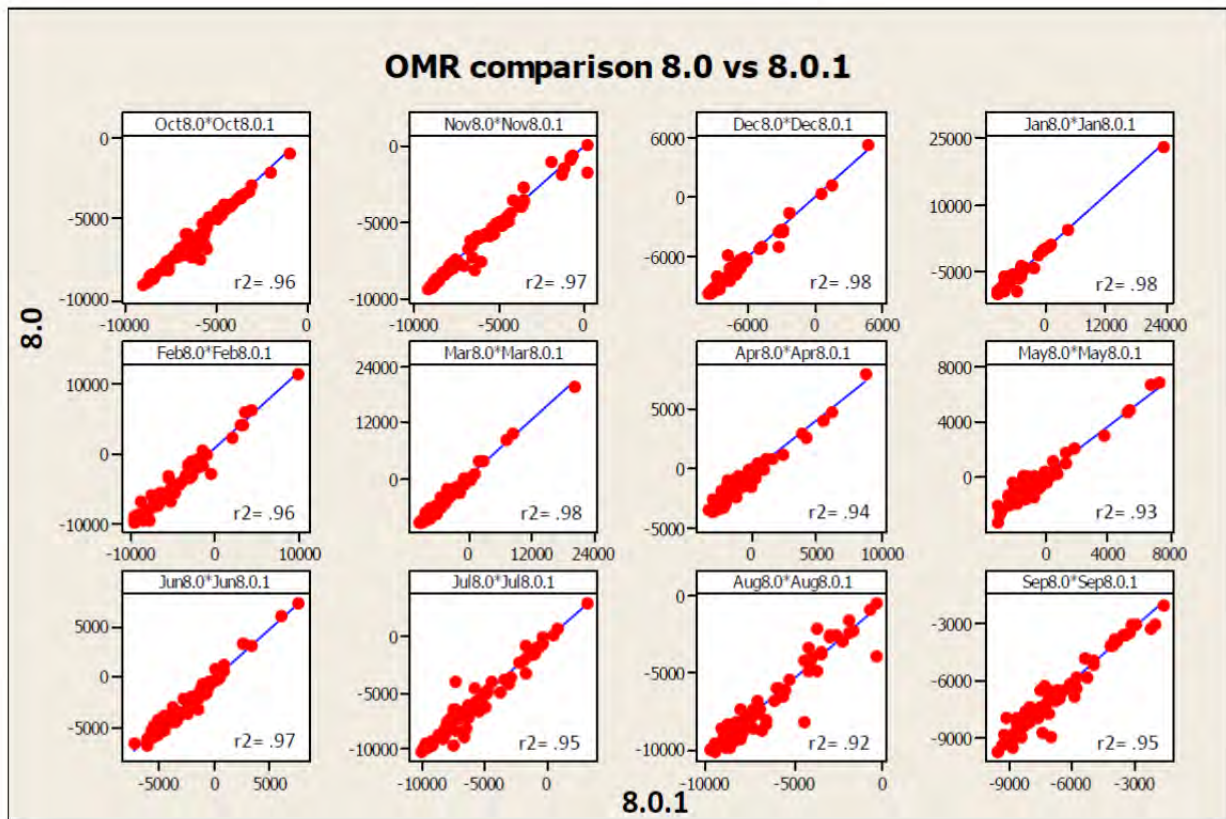 OMR comparison 8.0 vs 8.0.1
8.0
Oct8.0*Oct8.0.1
0
-5000
-10000
r2= .96
-10000 -5000 0
Nov8.0*Nov8.0.1
0
-5000
-10000
r2= .97
-10000 -5000 0
Dec8.0*Dec8.0.1
6000
0
-6000
r2= .98
-6000 0 6000
Jan8.0*Jan8.0.1
25000
10000
-5000
r2= .98
0 12000 24000
Feb8.0*Feb8.0.1
10000
0
-10000
r2= .96
-10000 0 10000
Mar8.0*Mar8.0.1
24000
12000
0
r2= .98
0 12000 24000
Apr8.0*Apr8.0.1
5000
0
-5000
r2= .94
0 5000 10000
May8.0*May8.0.1
8000
4000
0
r2= .93
0 4000 8000
Jun8.0*Jun8.0.1
5000
0
-5000
r2= .97
-5000 0 5000
Jul8.0*Jul8.0.1
0
-5000
-10000
r2= .95
-10000 -5000 0
Aug8.0*Aug8.0.1
0
-5000
-10000
r2= .92
-10000 -5000 0
Sep8.0*Sep8.0.1
-3000
-6000
-9000
r2= .95
-9000 -6000 -3000
8.0.1